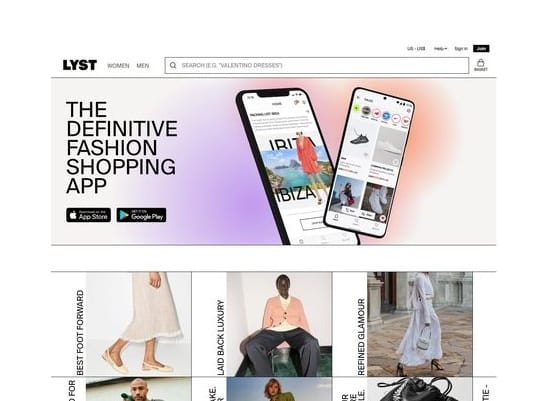 US - US$
Help
Sign in
Join
LYST
WOMEN
MEN
SEARCH (E.G. "VALENTINO DRESSES")
BASKET
THE
DEFINITIVE
FASHION
SHOPPING
APP
Download on the
App Store
GET IT ON
Google Play
HOME
IBIZA
IBIZA
BEST FOOT FORWARD
LAID BACK LUXURY
REFINED GLAMOUR